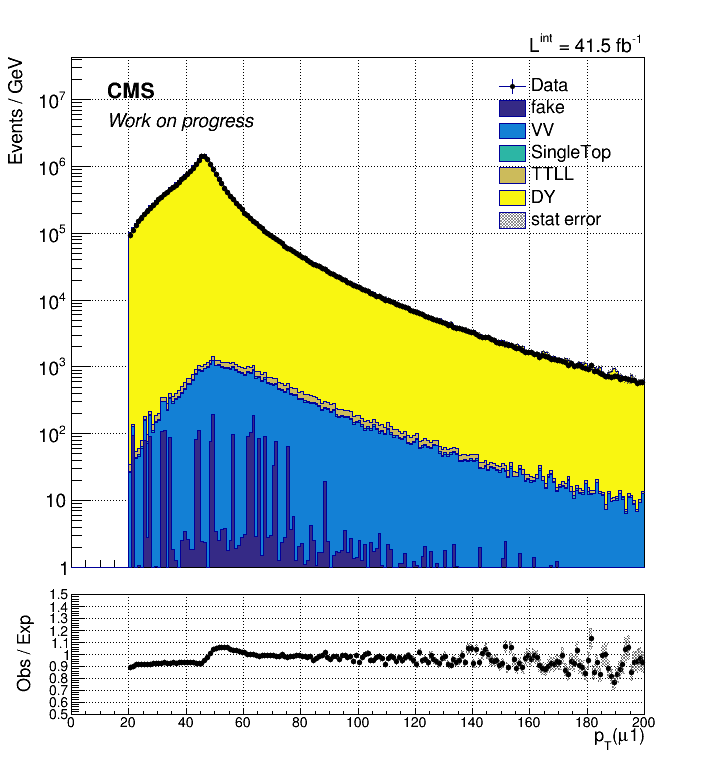 L^int = 41.5 fb^-1
Events / GeV
CMS
Work on progress
Data
fake
VV
SingleTop
TTLL
DY
stat error
10^7
10^6
10^5
10^4
10^3
10^2
10
1
Obs / Exp
1.5
1.4
1.3
1.2
1.1
1
0.9
0.8
0.7
0.6
0.5
0 20 40 60 80 100 120 140 160 180 200
p_T(μ1)